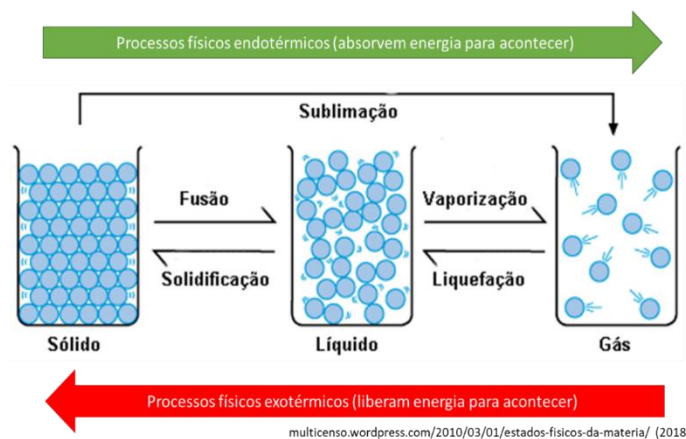 Processos físicos endotérmicos (absorvem energia para acontecer)
Sublimação
Fusão
Vaporização
Solidificação
Liquefação
Sólido
Líquido
Gás
Processos físicos exotérmicos (liberam energia para acontecer)
multicenso.wordpress.com/2010/03/01/estados-fisicos-da-materia/ (2018